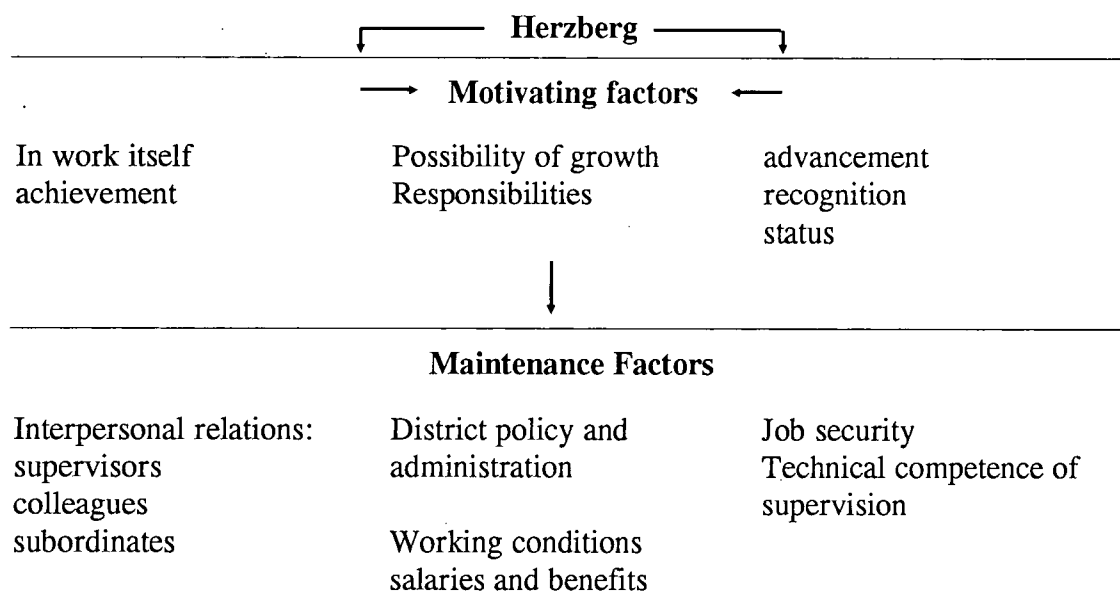 Herzberg
Motivating factors
In work itself
achievement
Possibility of growth
Responsibilities
advancement
recognition
status
Maintenance Factors
Interpersonal relations:
supervisors
colleagues
subordinates
District policy and
administration
Working conditions
salaries and benefits
Job security
Technical competence of
supervision